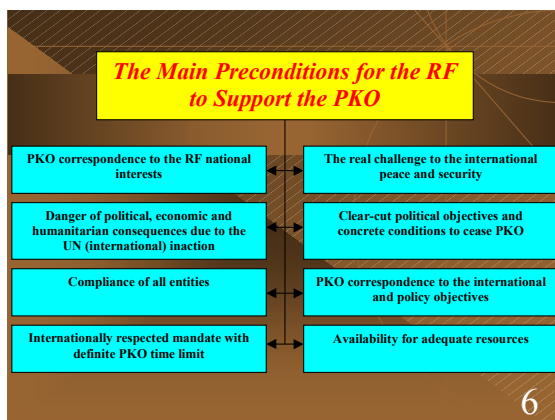 The Main Preconditions for the RF
to Support the PKO
PKO correspondence to the RF national
interests
The real challenge to the international
peace and security
Danger of political, economic and
humanitarian consequences due to the
UN (international) inaction
Clear-cut political objectives and
concrete conditions to cease PKO
Compliance of all entities
PKO correspondence to the international
and policy objectives
Internationally respected mandate with
definite PKO time limit
Availability for adequate resources
6